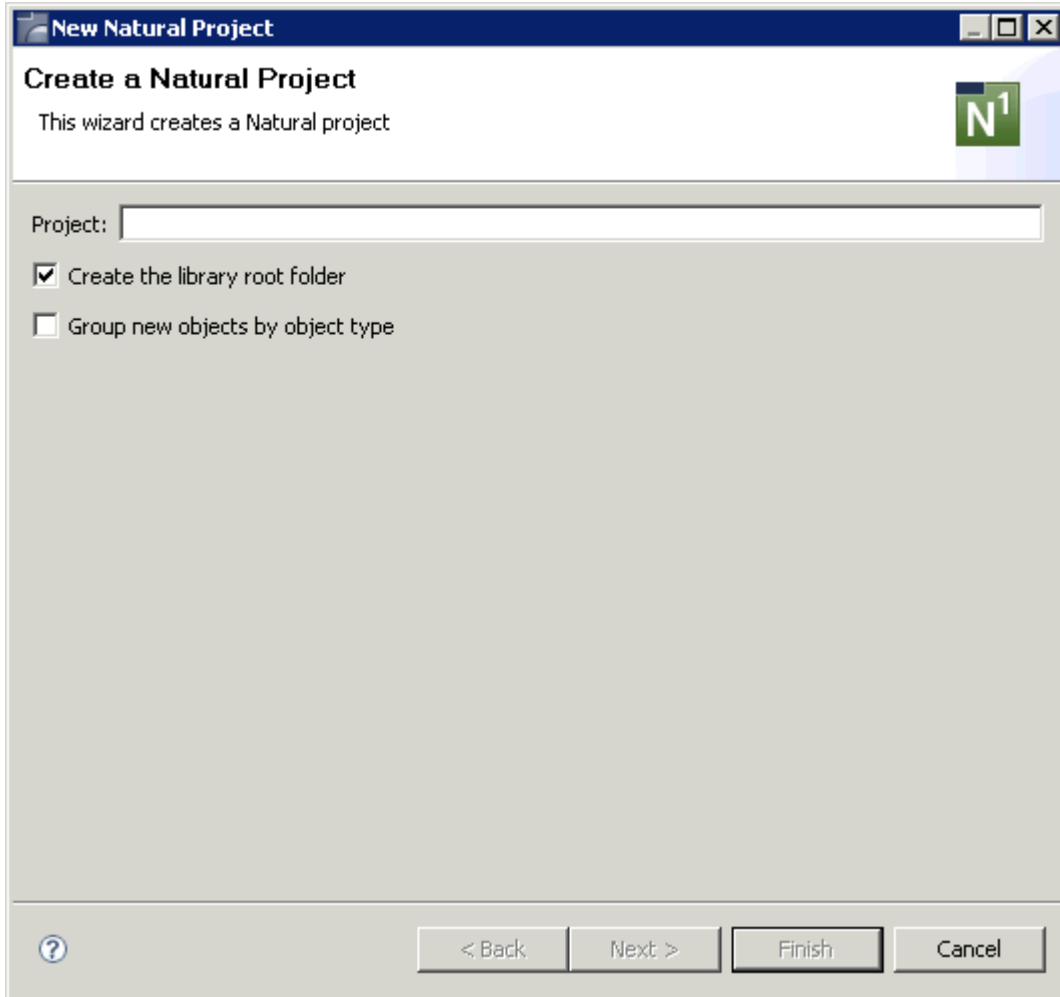 New Natural Project
Create a Natural Project
This wizard creates a Natural project
N1
Project:
Create the library root folder
Group new objects by object type
?
< Back Next > Finish Cancel